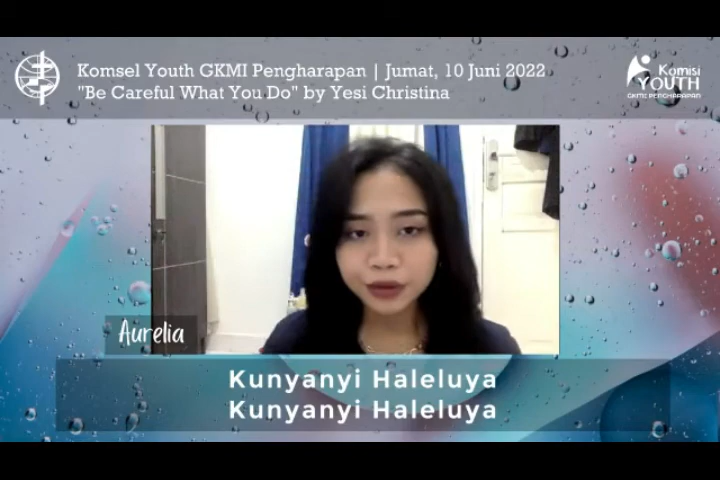 Komsel Youth GKMI Pengharapan | Jumat, 10 Juni 2022
"Be Careful What You Do" by Yesi Christina
Komisi
YOUTH
GKMI PENGHARAPAN
Aurelia
Kunyanyi Haleluya
Kunyanyi Haleluya